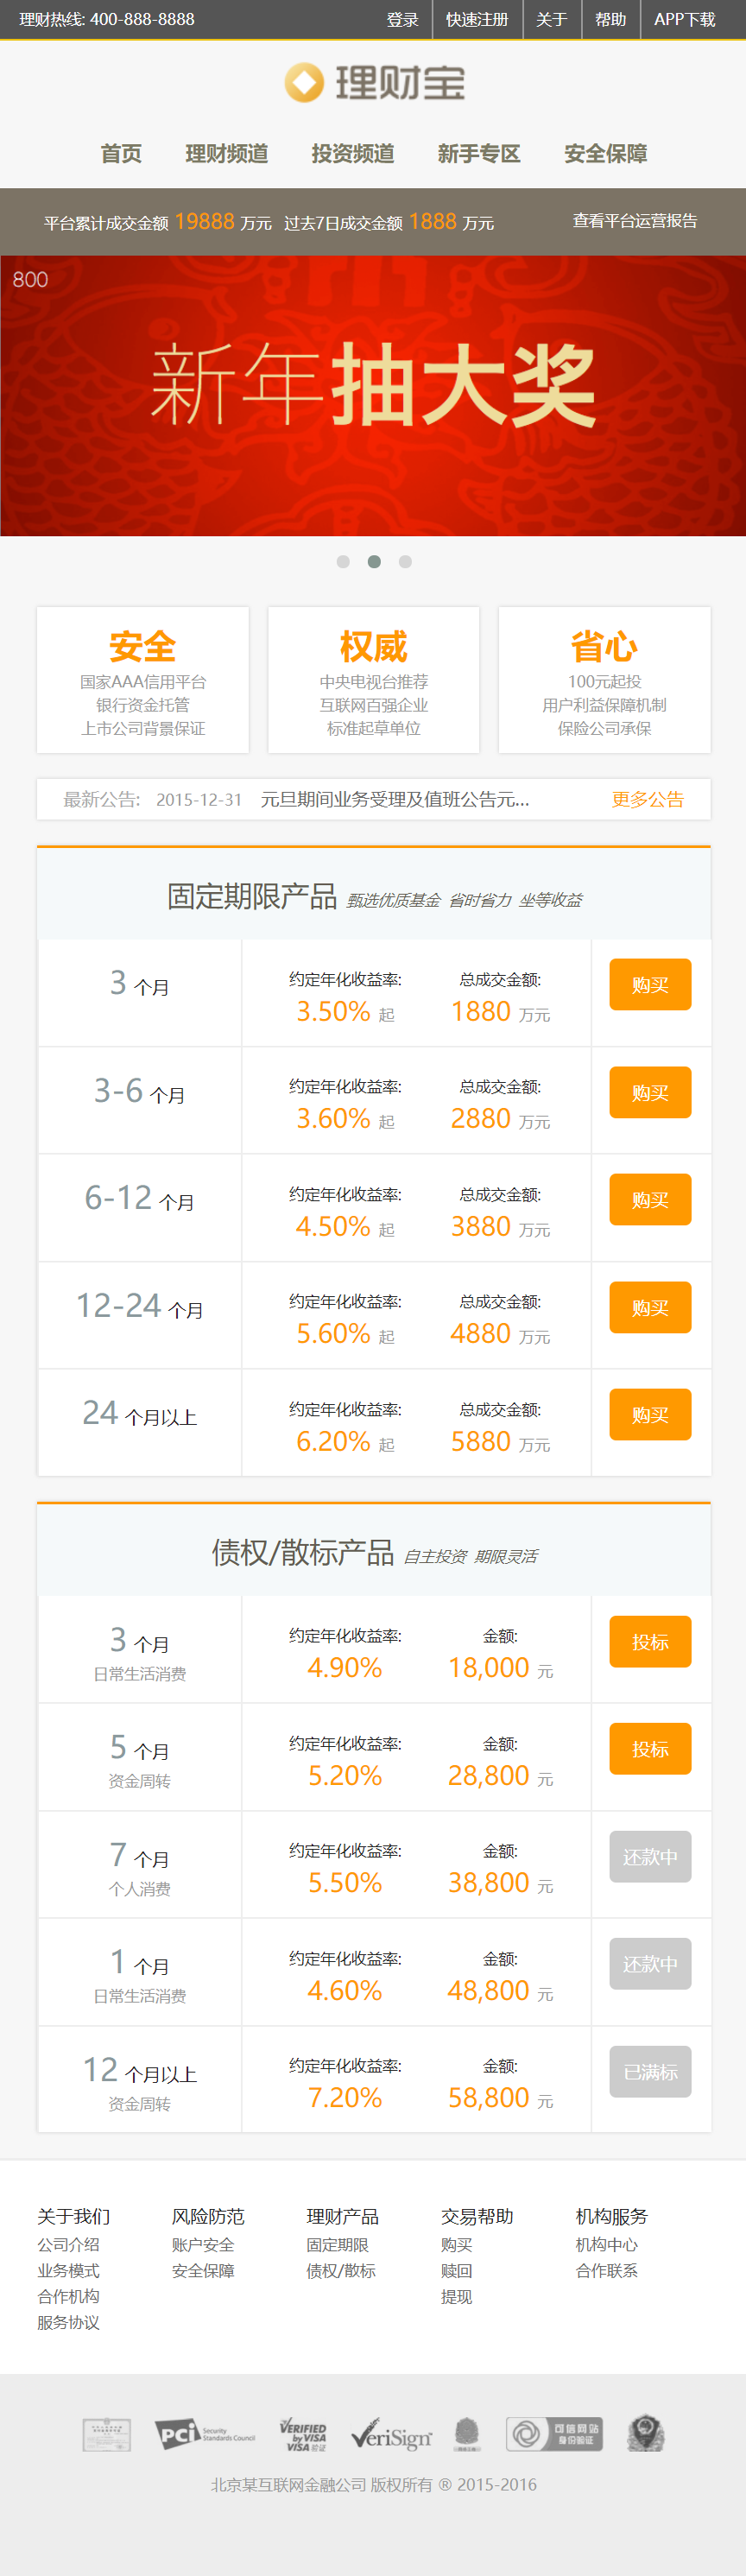 理财热线: 400-888-8888 登录 快速注册 关于 帮助 APP下载
理财宝
首页 理财频道 投资频道 新手专区 安全保障
平台累计成交金额 19888 万元 过去7日成交金额 1888 万元 查看平台运营报告
800
新年抽大奖
安全 权威 省心
国家AAA信用平台 中央电视台推荐 100元起投
银行资金托管 互联网百强企业 用户利益保障机制
上市公司背景保证 标准起草单位 保险公司承保
最新公告: 2015-12-31 元旦期间业务受理及值班公告元... 更多公告
固定期限产品 甄选优质基金 省时省力 坐等收益
3 个月 约定年化收益率: 总成交金额: 购买
3.50% 起 1880 万元
3-6 个月 约定年化收益率: 总成交金额: 购买
3.60% 起 2880 万元
6-12 个月 约定年化收益率: 总成交金额: 购买
4.50% 起 3880 万元
12-24 个月 约定年化收益率: 总成交金额: 购买
5.60% 起 4880 万元
24 个月以上 约定年化收益率: 总成交金额: 购买
6.20% 起 5880 万元
债权/散标产品 自主投资 期限灵活
3 个月 约定年化收益率: 金额: 投标
日常生活消费 4.90% 18,000 元
5 个月 约定年化收益率: 金额: 投标
资金周转 5.20% 28,800 元
7 个月 约定年化收益率: 金额: 还款中
个人消费 5.50% 38,800 元
1 个月 约定年化收益率: 金额: 还款中
日常生活消费 4.60% 48,800 元
12 个月以上 约定年化收益率: 金额: 已满标
资金周转 7.20% 58,800 元
关于我们 风险防范 理财产品 交易帮助 机构服务
公司介绍 账户安全 固定期限 购买 机构中心
业务模式 安全保障 债权/散标 赎回 合作联系
合作机构 提现
服务协议
PCi Security Standards Council VERIFIED by VISA VISA 验证 VeriSign 可信网站 身份验证
北京某互联网金融公司 版权所有 ® 2015-2016